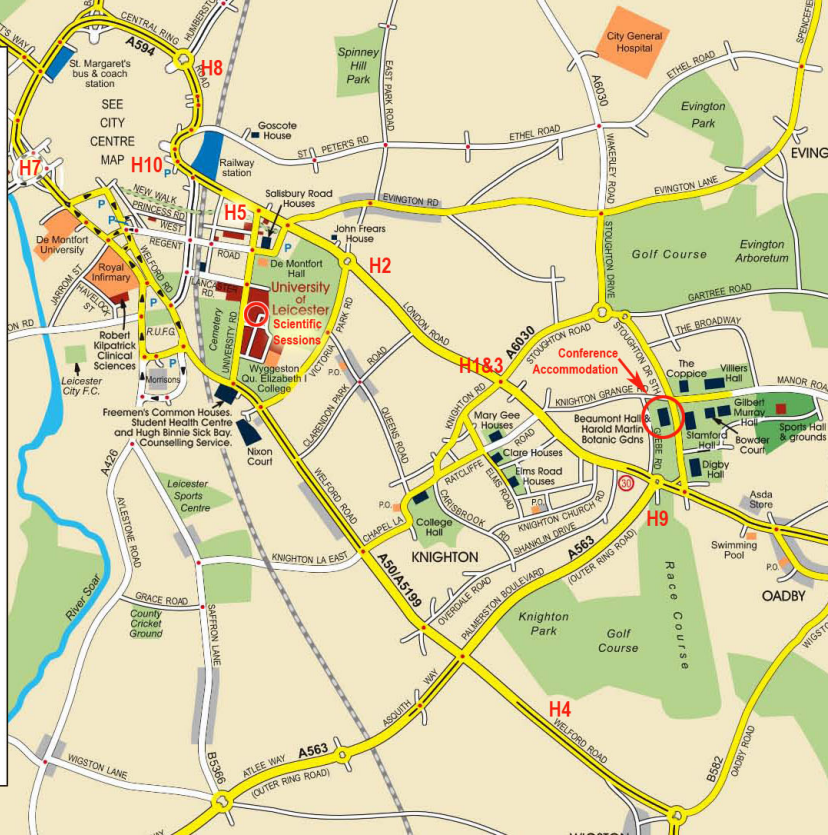 CENTRAL RING
ROAD
A594
HUMBERST
T'S WAY
St. Margaret's
bus & coach
station
SEE
CITY
CENTRE
MAP
H8
H7
H10
P
Railway
station
Goscote
House
ST PETER'S RD
Spinney
Hill
Park
EAST PARK ROAD
City General
Hospital
A6030
WAKERLEY ROAD
ETHEL ROAD
ETHEL ROAD
Evington
Park
SPENCEFIE
EVING
EVINGTON LANE
EVINGTON RD
Salisbury Road
Houses
H5
NEW WALK
PRINCESS RD
WEST
REGENT
ROAD
P
P
P
De Montfort
University
Royal
Infirmary
JARROM ST
HAVELOCK
ST
WELFORD RD
LANCASTER
RD.
John Frears
House
De Montfort
Hall
H2
University
of
Leicester
Scientific
Sessions
Cemetery
UNIVERSITY RD
VICTORIA PARK RD
LONDON ROAD
Golf Course
Evington
Arboretum
STOUGHTON DRIVE
GARTREE ROAD
THE BROADWAY
STOUGHTON DR STH
STOUGHTON ROAD
A6030
H1&3
Conference
Accommodation
P
R.U.F.G.
P
Morrisons
Robert
Kilpatrick
Clinical
Sciences
Leicester
City F.C.
ON RD
Wyggeston
Qu. Elizabeth I
College
P.O.
ROAD
QUEENS ROAD
CLARENDON PARK
Freemen's Common Houses.
Student Health Centre
and Hugh Binnie Sick Bay.
Counselling Service.
Nixon
Court
KNIGHTON RD
KNIGHTON GRANGE RD
The
Coppice
Villiers
Hall
MANOR ROA
Beaumont Hall &
Harold Martin
Botanic Gdns
GLEBE RD
Stamford
Hall
Gilbert
Murray
Hall
Bowder
Court
Sports Hall
& grounds
Digby
Hall
Mary Gee
Houses
Clare Houses
Elms Road
Houses
RATCLIFFE
ROAD
ELMS ROAD
CARISBROOK
RD
P.O.
P.O.
College
Hall
CHAPEL LA
KNIGHTON CHURCH RD
SHANKLIN DRIVE
KNIGHTON
30
H9
Asda
Store
Swimming
Pool
P.O.
OADBY
A426
AYLESTONE ROAD
Leicester
Sports
Centre
WELFORD ROAD
KNIGHTON LA EAST
A50/A5199
OVERDALE ROAD
PALMERSTON BOULEVARD
A563
(OUTER RING ROAD)
River Soar
GRACE ROAD
County
Cricket
Ground
SAFFRON LANE
Knighton
Park
Golf
Course
Race Course
WIGST
ASQUITH
WAY
H4
WELFORD ROAD
B582
OADBY ROAD
WIGSTON LANE
B5366
ATLEE WAY
A563
(OUTER RING ROAD)